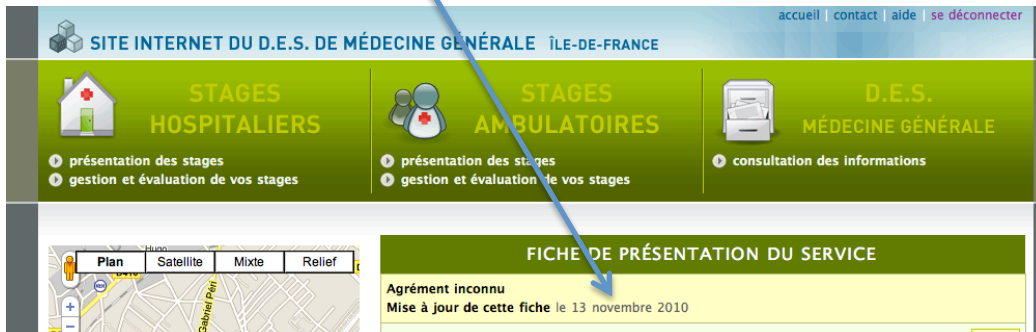 accueil | contact | aide | se déconnecter
SITE INTERNET DU D.E.S. DE MÉDECINE GÉNÉRALE ÎLE-DE-FRANCE
STAGES
HOSPITALIERS
présentation des stages
gestion et évaluation de vos stages
STAGES
AMBULATOIRES
présentation des stages
gestion et évaluation de vos stages
D.E.S.
MÉDECINE GÉNÉRALE
consultation des informations
Plan Satellite Mixte Relief
Hugo
Gabriel Péri
FICHE DE PRÉSENTATION DU SERVICE
Agrément inconnu
Mise à jour de cette fiche le 13 novembre 2010